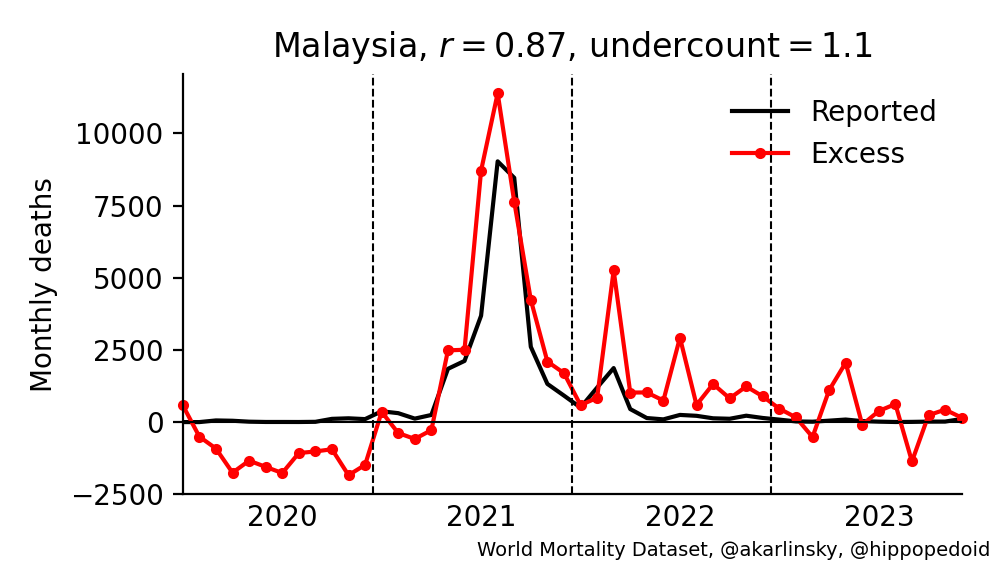 Malaysia, r = 0.87, undercount = 1.1
Reported
Excess
Monthly deaths
10000
7500
5000
2500
0
−2500
2020 2021 2022 2023
World Mortality Dataset, @akarlinsky, @hippopedoid